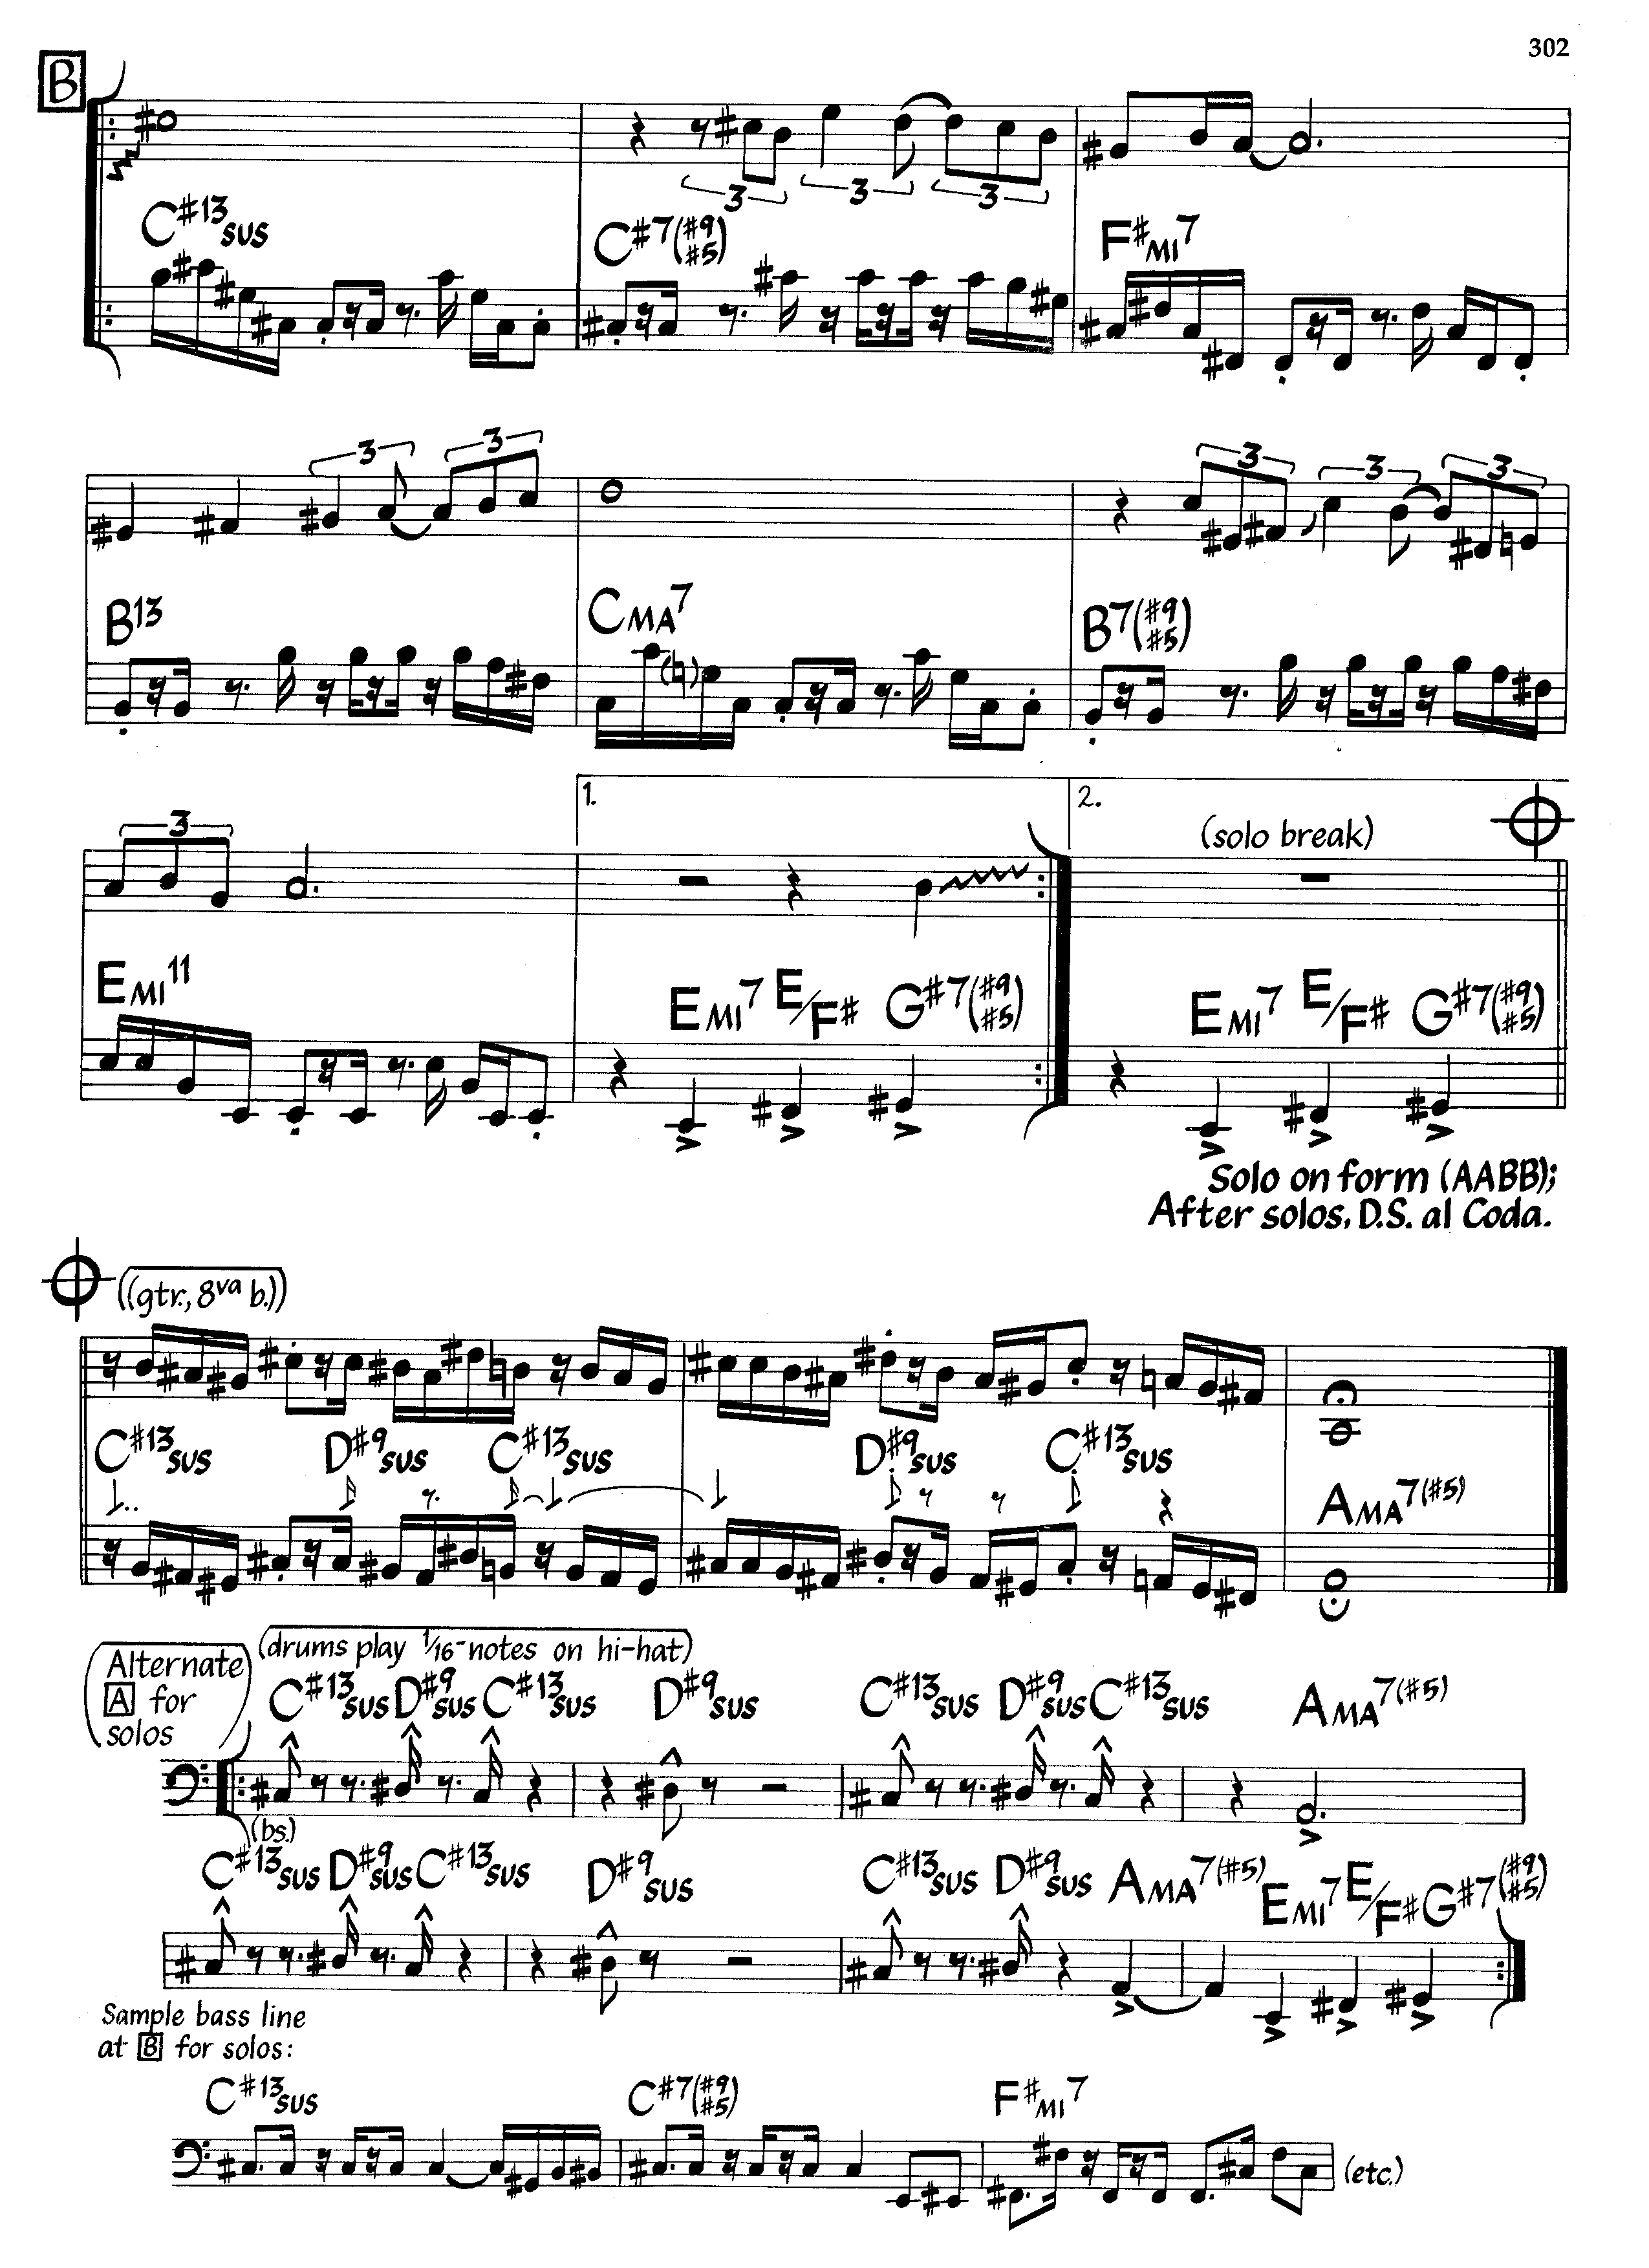 302
B
3 3 3
C#13sus C#7(#9#5) F#mi7
3 3 3 3 3
B13 Cma7 B7(#9#5)
3 1. 2. (solo break)
Emi11 Emi7 E/F# G#7(#9#5) Emi7 E/F# G#7(#9#5)
Solo on form (AABB);
After solos, D.S. al Coda.
((gtr., 8va b.))
C#13sus D#9sus C#13sus D#9sus C#13sus Ama7(#5)
Alternate
A for
solos
(drums play 1/16-notes on hi-hat)
C#13sus D#9sus C#13sus D#9sus C#13sus D#9sus C#13sus Ama7(#5)
(bs.)
C#13sus D#9sus C#13sus D#9sus C#13sus D#9sus Ama7(#5) Emi7 E/F# G#7(#9#5)
Sample bass line
at B for solos:
C#13sus C#7(#9#5) F#mi7
(etc.)